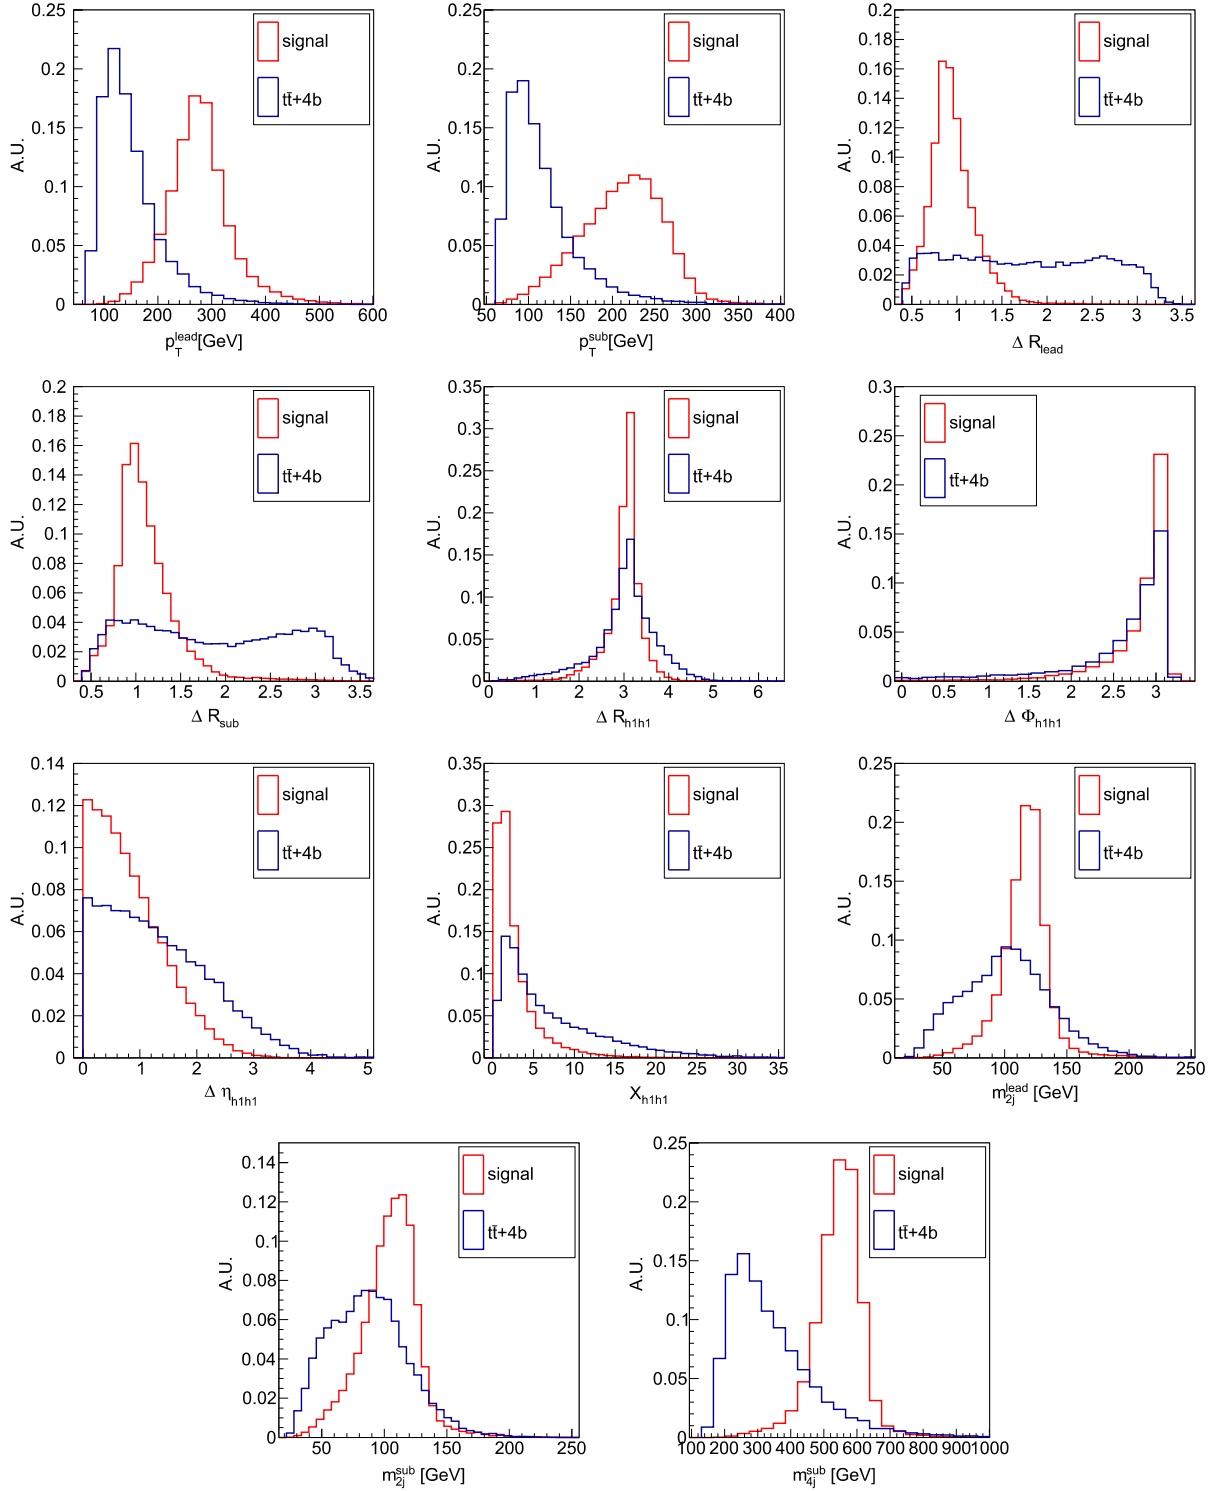 0.25
0.2
0.15
0.1
0.05
0
A.U.
signal
tt̄+4b
100 200 300 400 500 600
p_T^lead[GeV]
0.25
0.2
0.15
0.1
0.05
0
A.U.
signal
tt̄+4b
50 100 150 200 250 300 350 400
p_T^sub[GeV]
0.2
0.18
0.16
0.14
0.12
0.1
0.08
0.06
0.04
0.02
0
A.U.
signal
tt̄+4b
0.5 1 1.5 2 2.5 3 3.5
Δ R_lead
0.2
0.18
0.16
0.14
0.12
0.1
0.08
0.06
0.04
0.02
0
A.U.
signal
tt̄+4b
0.5 1 1.5 2 2.5 3 3.5
Δ R_sub
0.35
0.3
0.25
0.2
0.15
0.1
0.05
0
A.U.
signal
tt̄+4b
0 1 2 3 4 5 6
Δ R_h1h1
0.3
0.25
0.2
0.15
0.1
0.05
0
A.U.
signal
tt̄+4b
0 0.5 1 1.5 2 2.5 3
Δ Φ_h1h1
0.14
0.12
0.1
0.08
0.06
0.04
0.02
0
A.U.
signal
tt̄+4b
0 1 2 3 4 5
Δ η_h1h1
0.35
0.3
0.25
0.2
0.15
0.1
0.05
0
A.U.
signal
tt̄+4b
0 5 10 15 20 25 30 35
X_h1h1
0.25
0.2
0.15
0.1
0.05
0
A.U.
signal
tt̄+4b
50 100 150 200 250
m_2j^lead [GeV]
0.14
0.12
0.1
0.08
0.06
0.04
0.02
0
A.U.
signal
tt̄+4b
50 100 150 200 250
m_2j^sub [GeV]
0.25
0.2
0.15
0.1
0.05
0
A.U.
signal
tt̄+4b
100 200 300 400 500 600 700 800 900 1000
m_4j^sub [GeV]